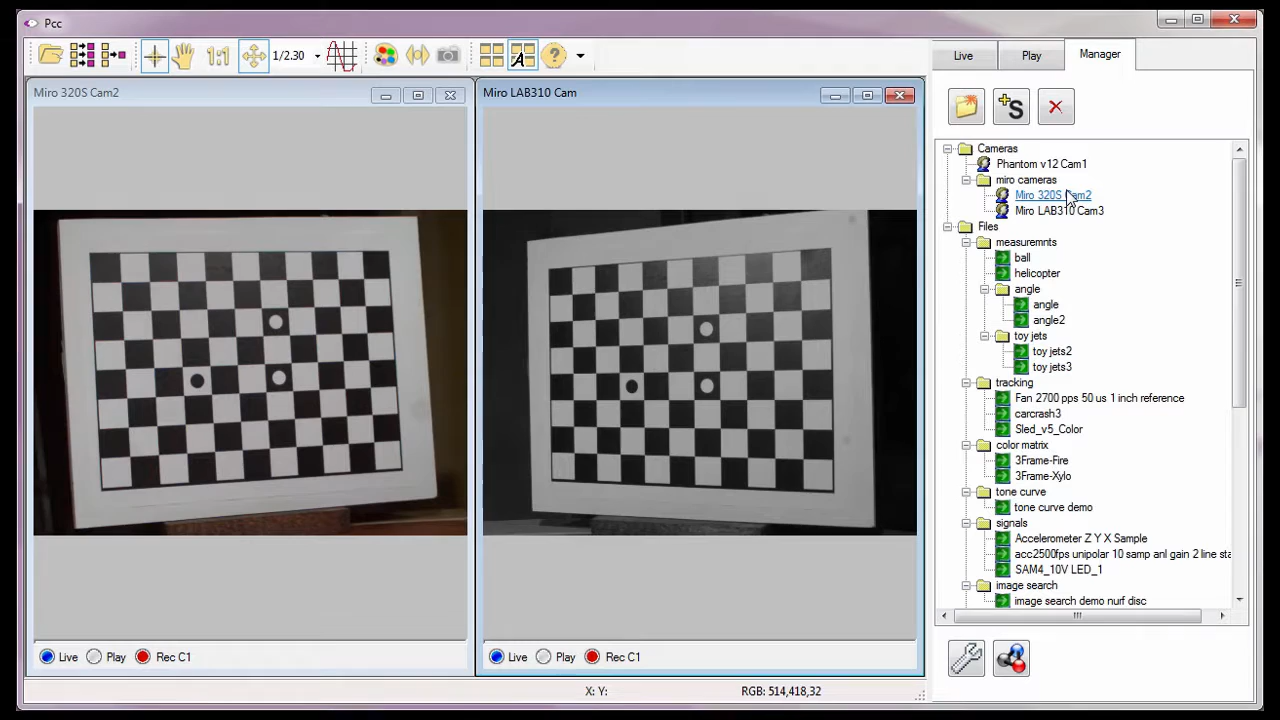 Pcc
1:1
1/2.30
A
?
Live
Play
Manager
Miro 320S Cam2
Miro LAB310 Cam
+S
Cameras
Phantom v12 Cam1
miro cameras
Miro 320S Cam2
Miro LAB310 Cam3
Files
measuremnts
ball
helicopter
angle
angle
angle2
toy jets
toy jets2
toy jets3
tracking
Fan 2700 pps 50 us 1 inch reference
carcrash3
Sled_v5_Color
color matrix
3Frame-Fire
3Frame-Xylo
tone curve
tone curve demo
signals
Accelerometer Z Y X Sample
acc2500fps unipolar 10 samp anl gain 2 line sta
SAM4_10V LED_1
image search
image search demo nurf disc
Live
Play
Rec C1
Live
Play
Rec C1
X: Y:
RGB: 514,418,32